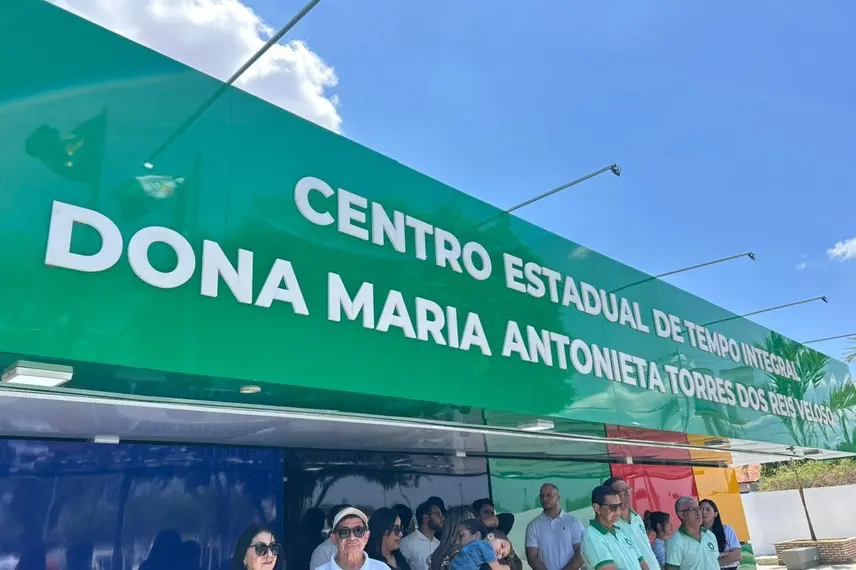 CENTRO ESTADUAL DE TEMPO INTEGRAL
DONA MARIA ANTONIETA TORRES DOS REIS VELOSO